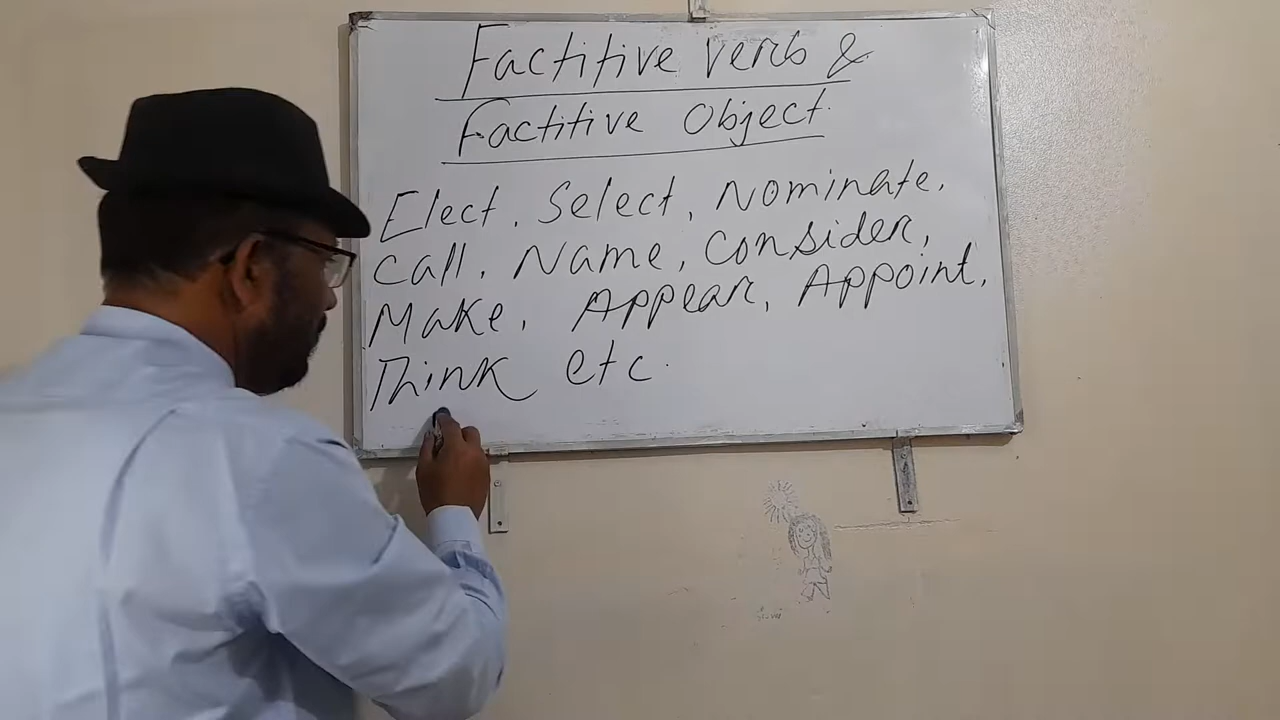 Factitive Verb &
Factitive Object.
Elect, Select, Nominate,
Call, Name, Consider,
Make, Appear, Appoint,
Think etc.